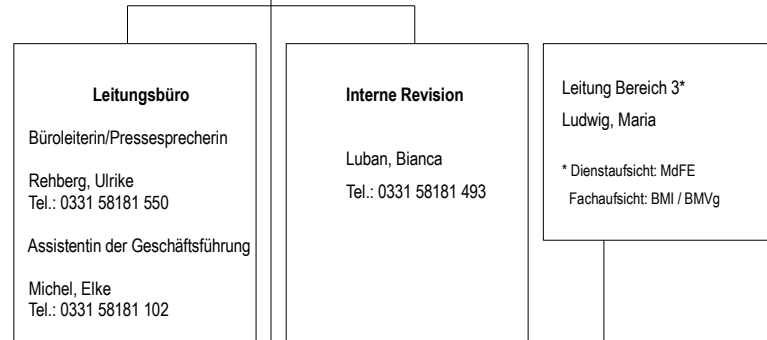 Leitungsbüro
Büroleiterin/Pressesprecherin
Rehberg, Ulrike
Tel.: 0331 58181 550
Assistentin der Geschäftsführung
Michel, Elke
Tel.: 0331 58181 102
Interne Revision
Luban, Bianca
Tel.: 0331 58181 493
Leitung Bereich 3*
Ludwig, Maria
* Dienstaufsicht: MdFE
Fachaufsicht: BMI / BMVg